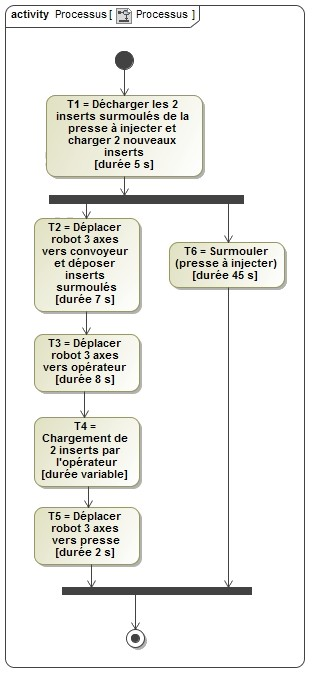 activity Processus [ Processus ]
T1 = Décharger les 2
inserts surmoulés de la
presse à injecter et
charger 2 nouveaux
inserts
[durée 5 s]
T2 = Déplacer
robot 3 axes
vers convoyeur
et déposer
inserts
surmoulés
[durée 7 s]
T6 = Surmouler
(presse à injecter)
[durée 45 s]
T3 = Déplacer
robot 3 axes
vers opérateur
[durée 8 s]
T4 =
Chargement de
2 inserts par
l'opérateur
[durée variable]
T5 = Déplacer
robot 3 axes
vers presse
[durée 2 s]